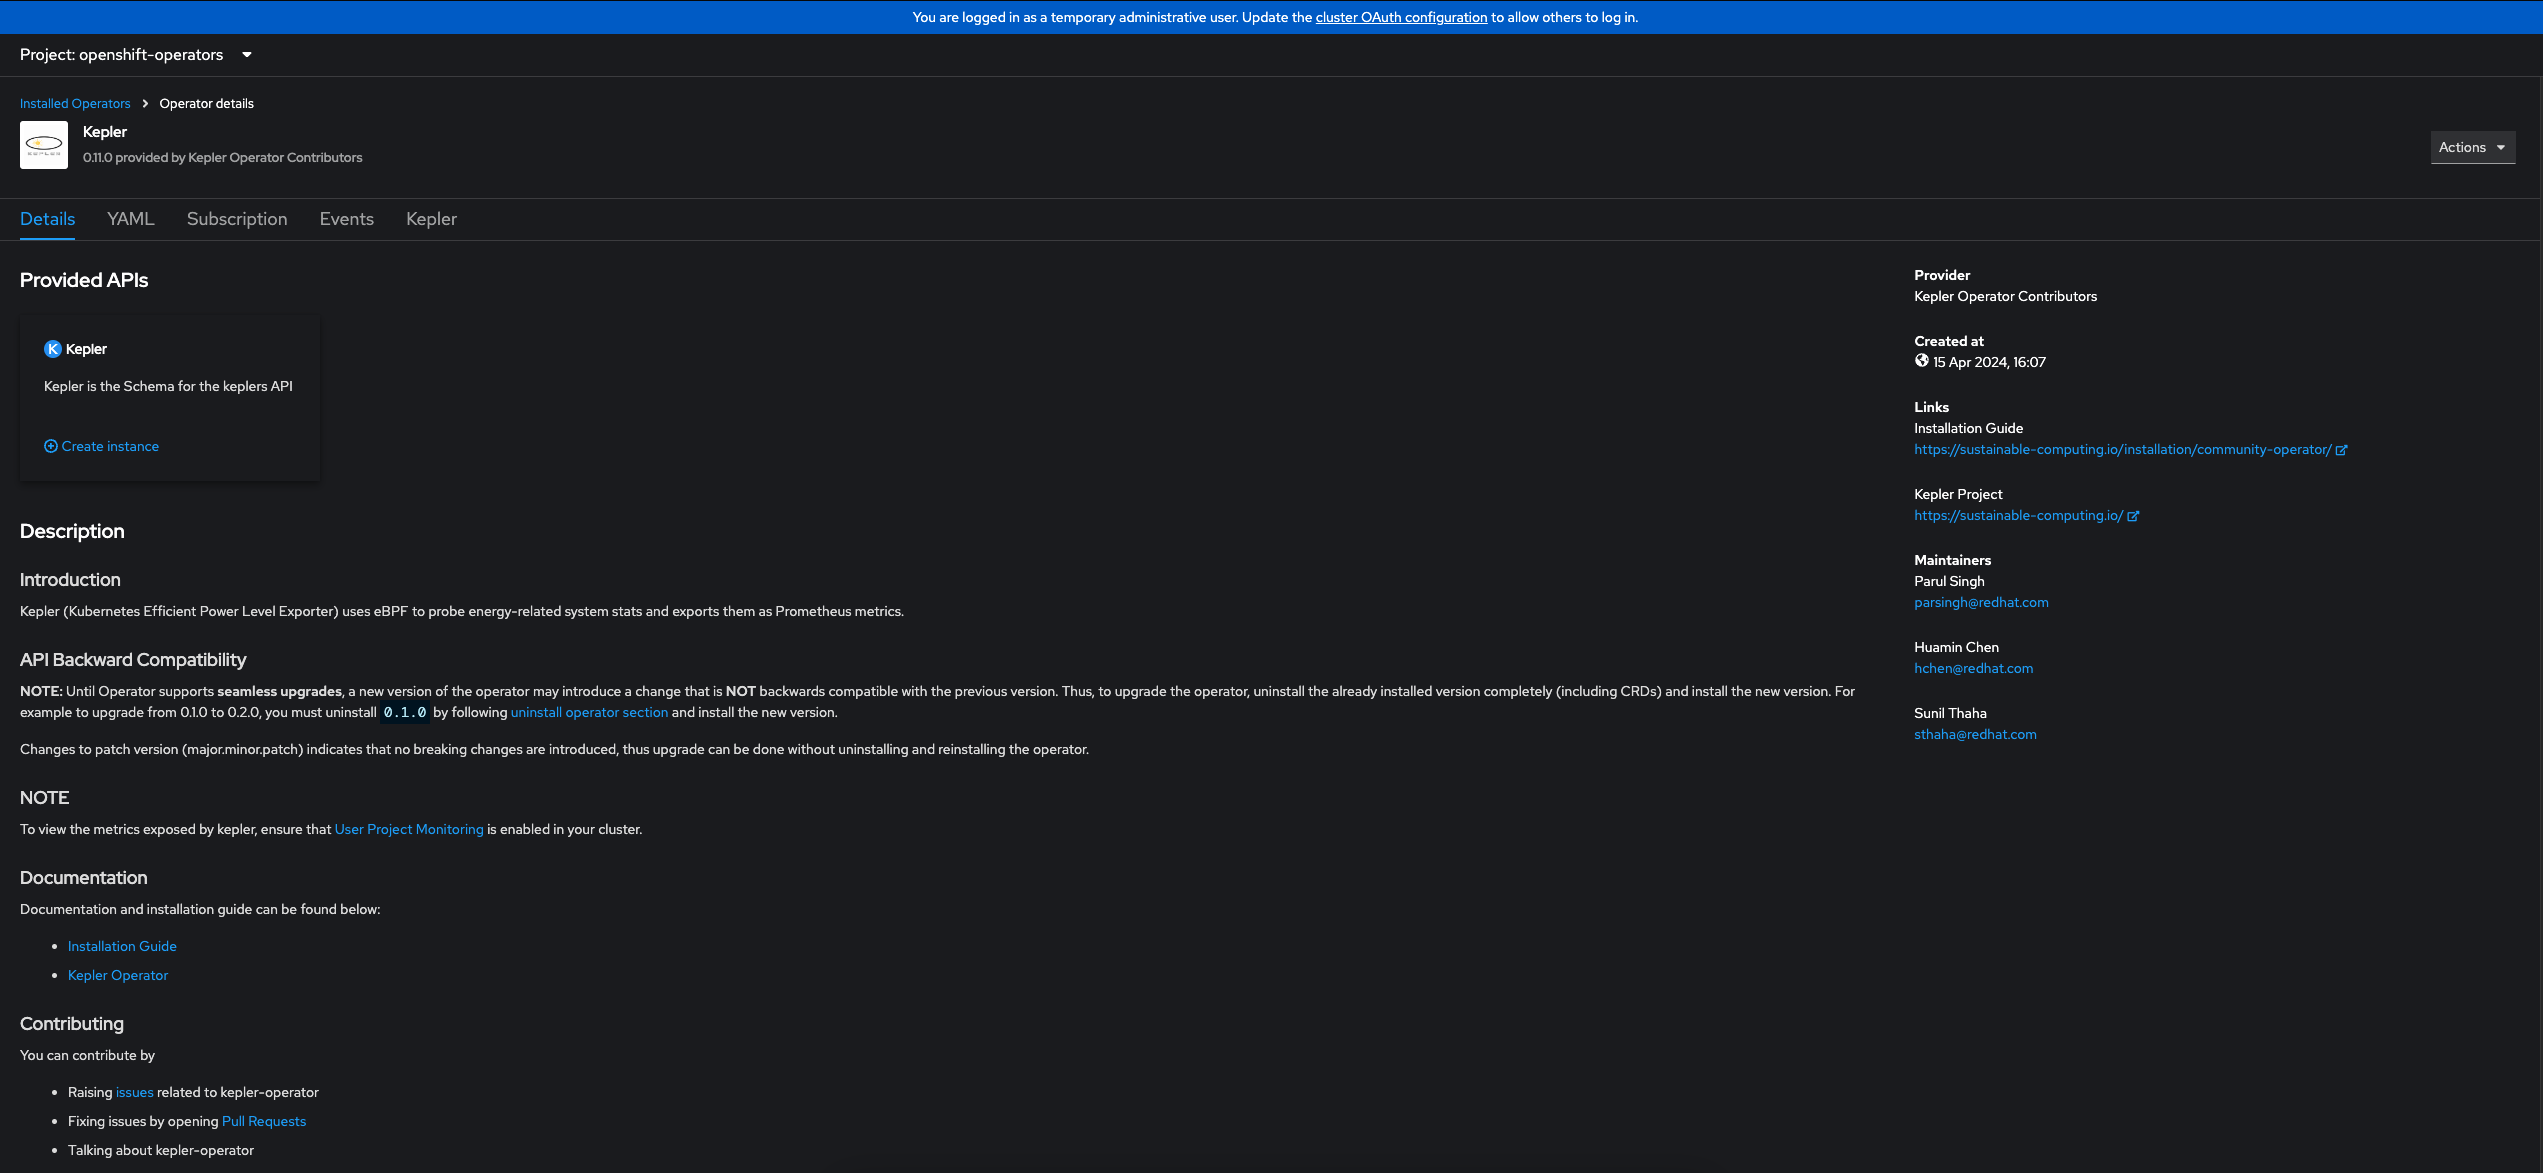 You are logged in as a temporary administrative user. Update the cluster OAuth configuration to allow others to log in.
Project: openshift-operators
Installed Operators > Operator details
KEPLER
Kepler
0.11.0 provided by Kepler Operator Contributors
Actions
Details YAML Subscription Events Kepler
Provided APIs
K Kepler
Kepler is the Schema for the keplers API
Create instance
Description
Introduction
Kepler (Kubernetes Efficient Power Level Exporter) uses eBPF to probe energy-related system stats and exports them as Prometheus metrics.
API Backward Compatibility
NOTE: Until Operator supports seamless upgrades, a new version of the operator may introduce a change that is NOT backwards compatible with the previous version. Thus, to upgrade the operator, uninstall the already installed version completely (including CRDs) and install the new version. For
example to upgrade from 0.1.0 to 0.2.0, you must uninstall 0.1.0 by following uninstall operator section and install the new version.
Changes to patch version (major.minor.patch) indicates that no breaking changes are introduced, thus upgrade can be done without uninstalling and reinstalling the operator.
NOTE
To view the metrics exposed by kepler, ensure that User Project Monitoring is enabled in your cluster.
Documentation
Documentation and installation guide can be found below:
• Installation Guide
• Kepler Operator
Contributing
You can contribute by
• Raising issues related to kepler-operator
• Fixing issues by opening Pull Requests
• Talking about kepler-operator
Provider
Kepler Operator Contributors
Created at
15 Apr 2024, 16:07
Links
Installation Guide
https://sustainable-computing.io/installation/community-operator/
Kepler Project
https://sustainable-computing.io/
Maintainers
Parul Singh
parsingh@redhat.com
Huamin Chen
hchen@redhat.com
Sunil Thaha
sthaha@redhat.com